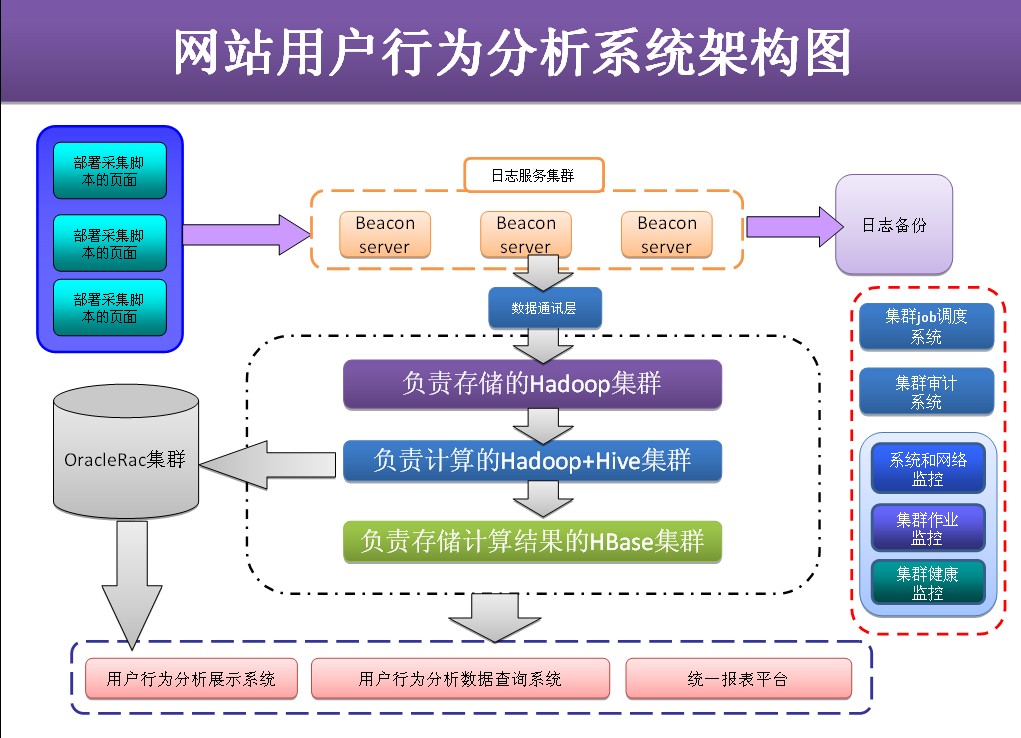 网站用户行为分析系统架构图
部署采集脚
本的页面
部署采集脚
本的页面
部署采集脚
本的页面
日志服务集群
Beacon
server
Beacon
server
Beacon
server
日志备份
数据通讯层
负责存储的Hadoop集群
负责计算的Hadoop+Hive集群
负责存储计算结果的HBase集群
OracleRac集群
集群job调度
系统
集群审计
系统
系统和网络
监控
集群作业
监控
集群健康
监控
用户行为分析展示系统
用户行为分析数据查询系统
统一报表平台